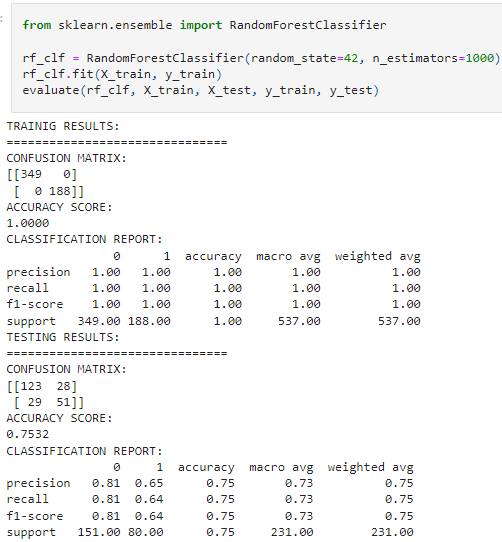 :
from sklearn.ensemble import RandomForestClassifier
rf_clf = RandomForestClassifier(random_state=42, n_estimators=1000)
rf_clf.fit(X_train, y_train)
evaluate(rf_clf, X_train, X_test, y_train, y_test)
TRAINIG RESULTS:
===============================
CONFUSION MATRIX:
[[349   0]
 [  0 188]]
ACCURACY SCORE:
1.0000
CLASSIFICATION REPORT:
                0      1  accuracy  macro avg  weighted avg
precision    1.00   1.00      1.00       1.00          1.00
recall       1.00   1.00      1.00       1.00          1.00
f1-score     1.00   1.00      1.00       1.00          1.00
support    349.00 188.00      1.00     537.00        537.00
TESTING RESULTS:
===============================
CONFUSION MATRIX:
[[123  28]
 [ 29  51]]
ACCURACY SCORE:
0.7532
CLASSIFICATION REPORT:
                0     1  accuracy  macro avg  weighted avg
precision    0.81  0.65      0.75       0.73          0.75
recall       0.81  0.64      0.75       0.73          0.75
f1-score     0.81  0.64      0.75       0.73          0.75
support    151.00 80.00      0.75     231.00        231.00